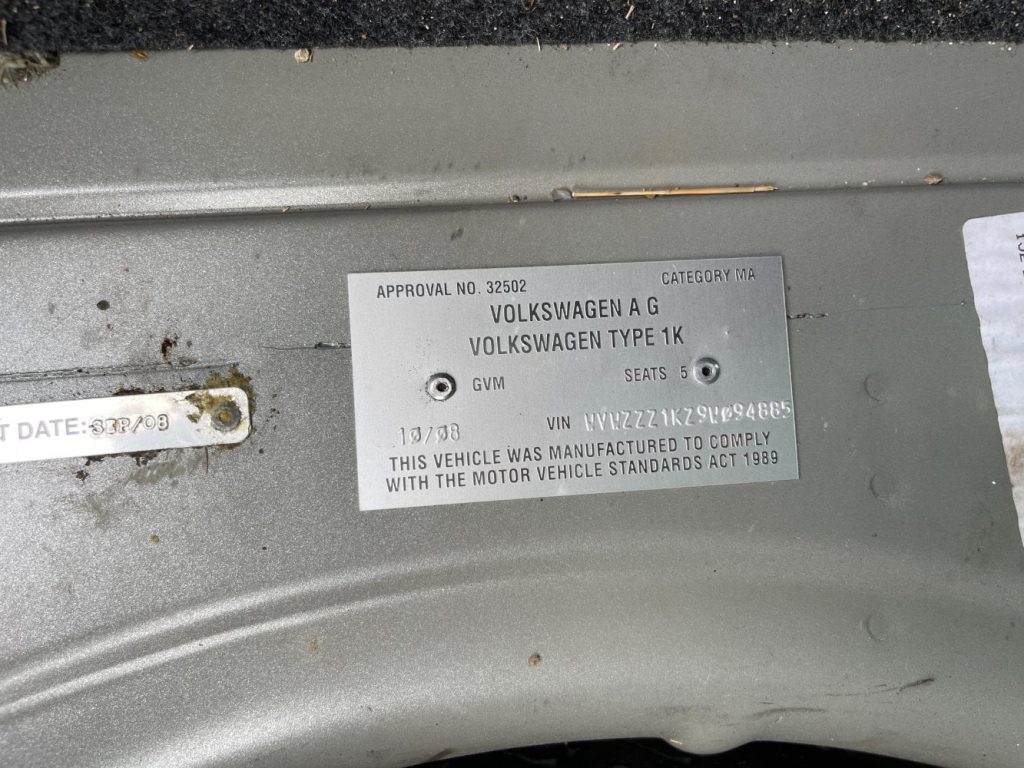 APPROVAL NO. 32502 CATEGORY MA
VOLKSWAGEN A G
VOLKSWAGEN TYPE 1K
GVM SEATS 5
10/08 VIN WVWZZZ1KZ9W094885
THIS VEHICLE WAS MANUFACTURED TO COMPLY
WITH THE MOTOR VEHICLE STANDARDS ACT 1989
T DATE: SEP/08